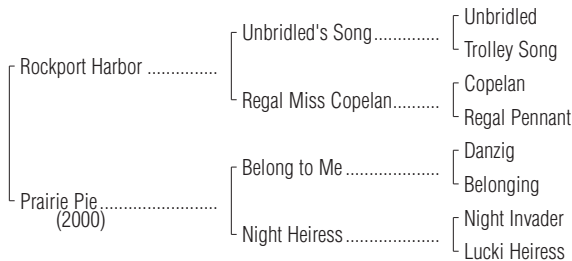 Unbridled
Unbridled's Song..............
Trolley Song
Rockport Harbor ...............
Copelan
Regal Miss Copelan..........
Regal Pennant
Danzig
Belong to Me ....................
Belonging
Prairie Pie.........................
(2000)
Night Invader
Night Heiress ....................
Lucki Heiress